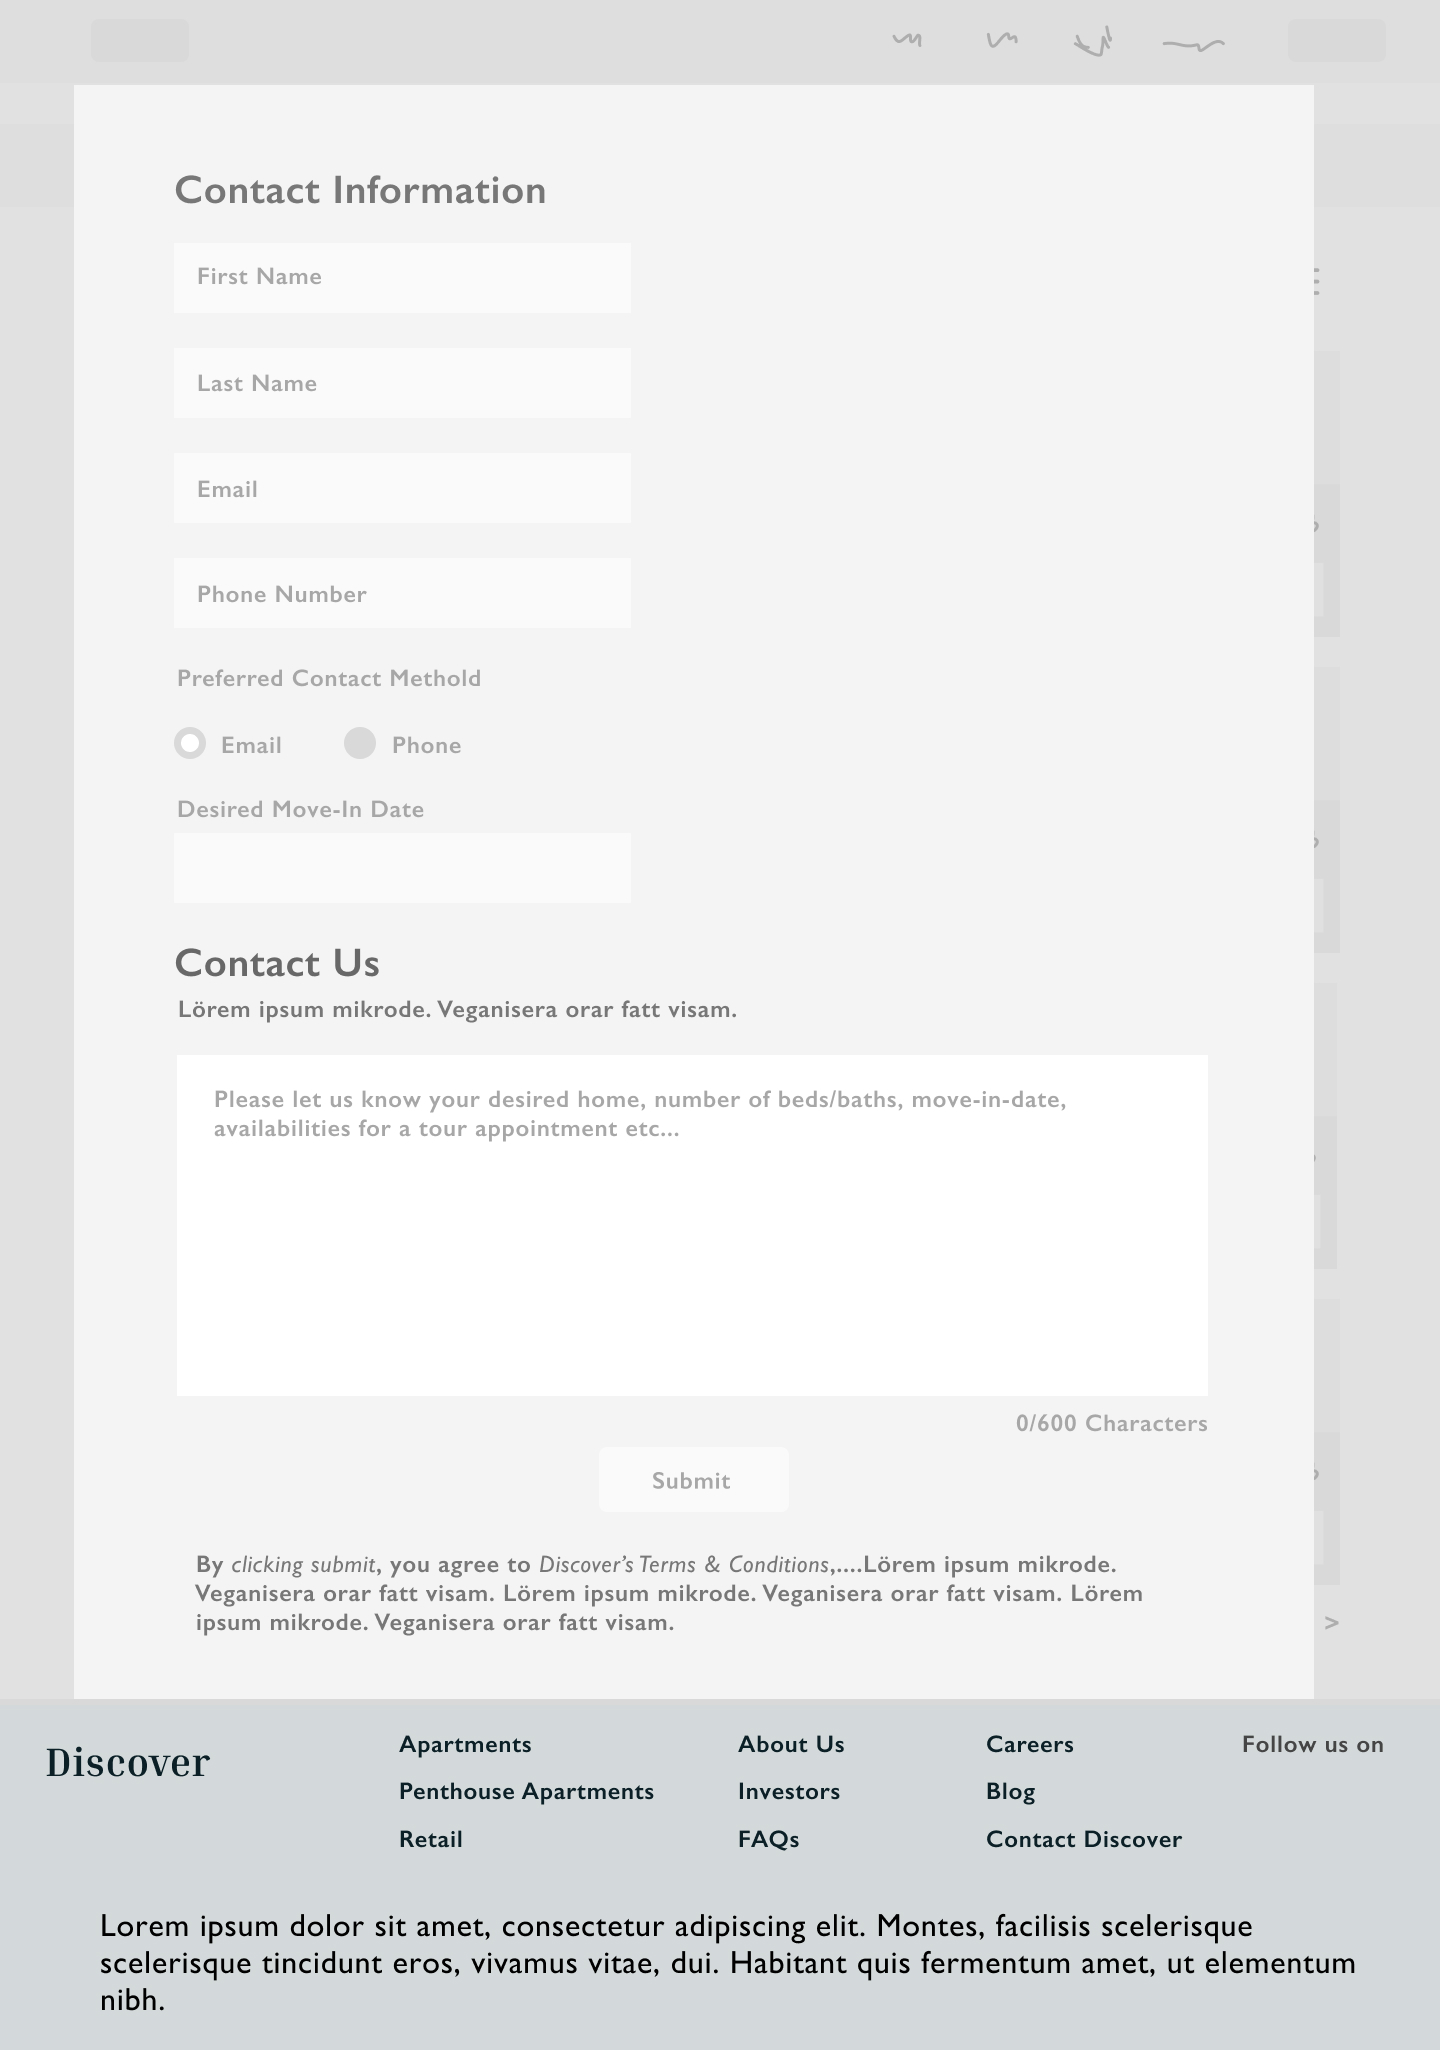 Contact Information
First Name
Last Name
Email
Phone Number
Preferred Contact Methold
Email Phone
Desired Move-In Date
Contact Us
Lörem ipsum mikrode. Veganisera orar fatt visam.
Please let us know your desired home, number of beds/baths, move-in-date,
availabilities for a tour appointment etc...
0/600 Characters
Submit
By clicking submit, you agree to Discover's Terms & Conditions,....Lörem ipsum mikrode.
Veganisera orar fatt visam. Lörem ipsum mikrode. Veganisera orar fatt visam. Lörem
ipsum mikrode. Veganisera orar fatt visam.
>
Discover
Apartments
Penthouse Apartments
Retail
About Us
Investors
FAQs
Careers
Blog
Contact Discover
Follow us on
Lorem ipsum dolor sit amet, consectetur adipiscing elit. Montes, facilisis scelerisque
scelerisque tincidunt eros, vivamus vitae, dui. Habitant quis fermentum amet, ut elementum
nibh.